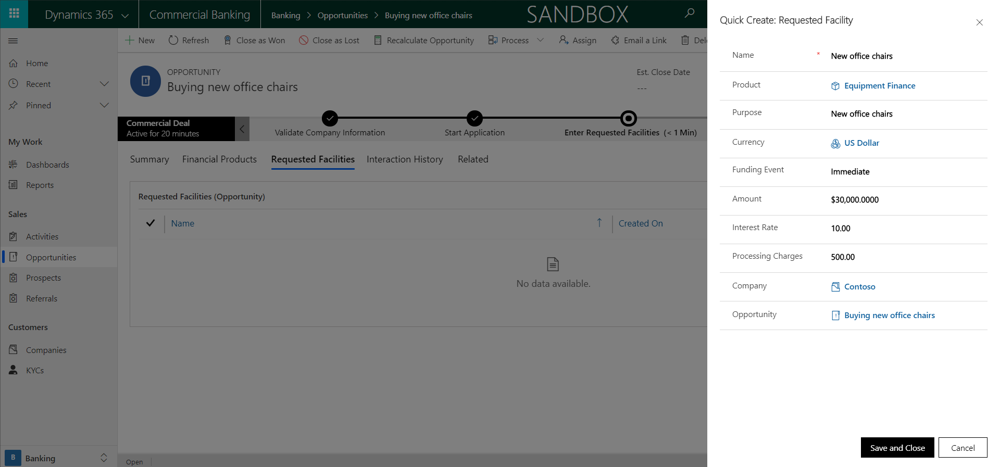 Dynamics 365
Commercial Banking
Banking > Opportunities > Buying new office chairs
SANDBOX
New
Refresh
Close as Won
Close as Lost
Recalculate Opportunity
Process
Assign
Email a Link
Home
Recent
Pinned
My Work
Dashboards
Reports
Sales
Activities
Opportunities
Prospects
Referrals
Customers
Companies
KYCs
B
Banking
OPPORTUNITY
Buying new office chairs
Est. Close Date
---
Commercial Deal
Active for 20 minutes
Validate Company Information
Start Application
Enter Requested Facilities (< 1 Min)
Summary
Financial Products
Requested Facilities
Interaction History
Related
Requested Facilities (Opportunity)
Name
Created On
No data available.
Open
Quick Create: Requested Facility
Name * New office chairs
Product Equipment Finance
Purpose New office chairs
Currency US Dollar
Funding Event Immediate
Amount $30,000.0000
Interest Rate 10.00
Processing Charges 500.00
Company Contoso
Opportunity Buying new office chairs
Save and Close
Cancel